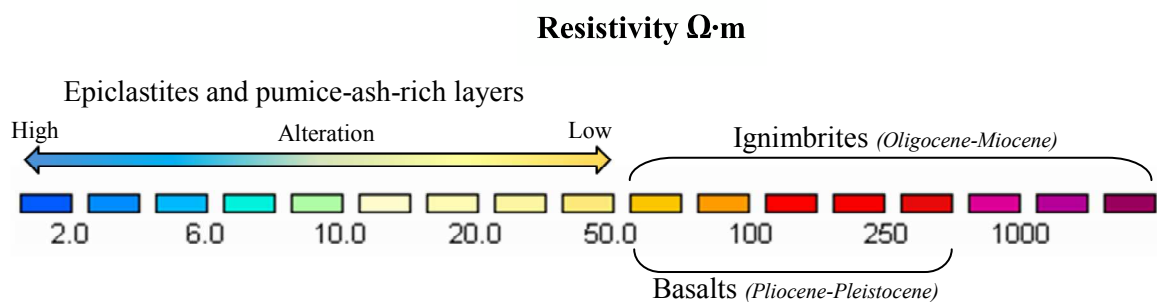 Resistivity Ω·m
Epiclastites and pumice-ash-rich layers
High Alteration Low
Ignimbrites (Oligocene-Miocene)
2.0 6.0 10.0 20.0 50.0 100 250 1000
Basalts (Pliocene-Pleistocene)